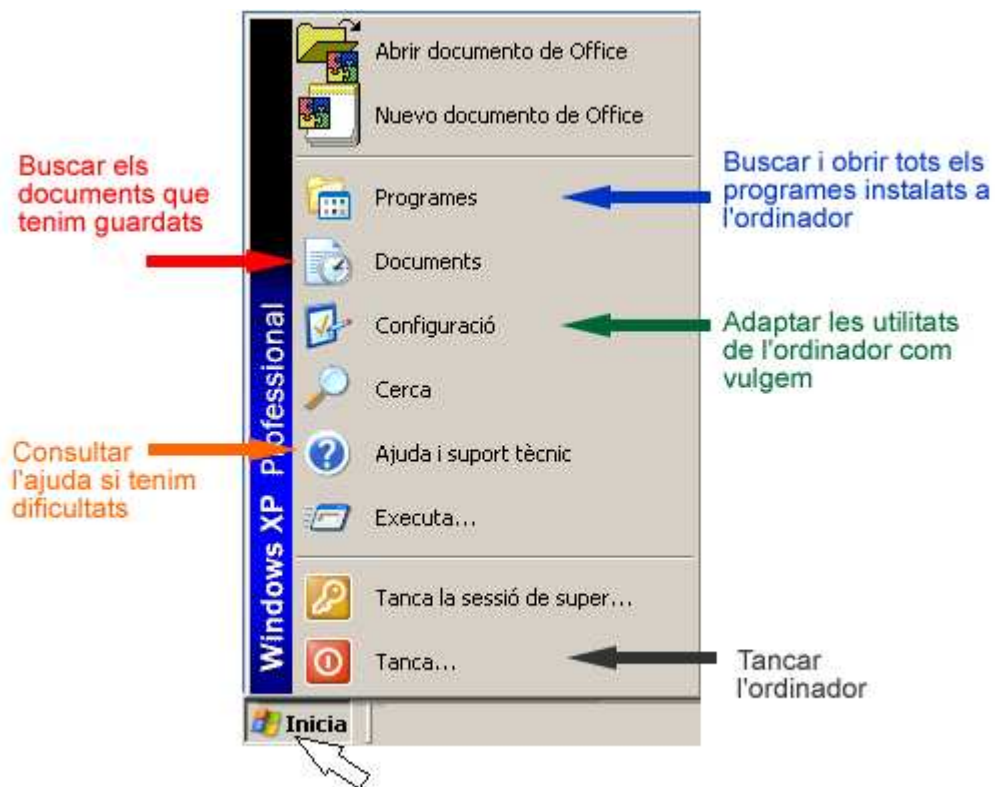 Abrir documento de Office
Nuevo documento de Office
Buscar els
documents que
tenim guardats
Programes
Buscar i obrir tots els
programes instalats a
l'ordinador
Documents
Configuració
Adaptar les utilitats
de l'ordinador com
vulgem
Cerca
Consultar
l'ajuda si tenim
dificultats
Ajuda i suport tècnic
Executa...
Tanca la sessió de super...
Tanca...
Tancar
l'ordinador
Windows XP Professional
Inicia